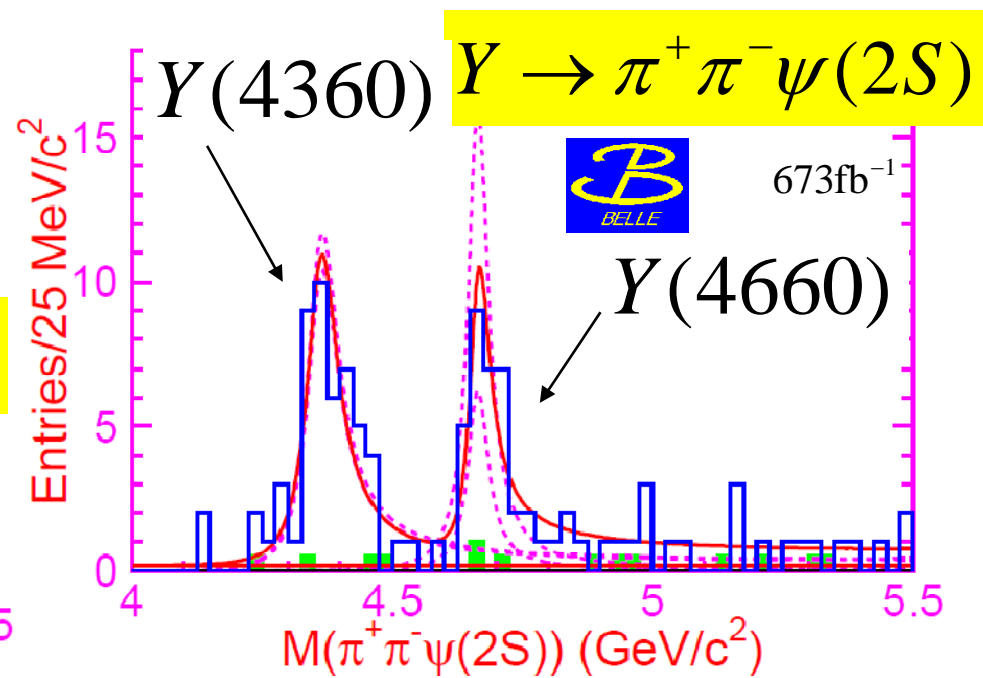 Y(4360)
Y → π⁺π⁻ψ(2S)
BELLE
673fb⁻¹
Y(4660)
Entries/25 MeV/c²
15
10
5
0
4
4.5
5
5.5
5
M(π⁺π⁻ψ(2S)) (GeV/c²)